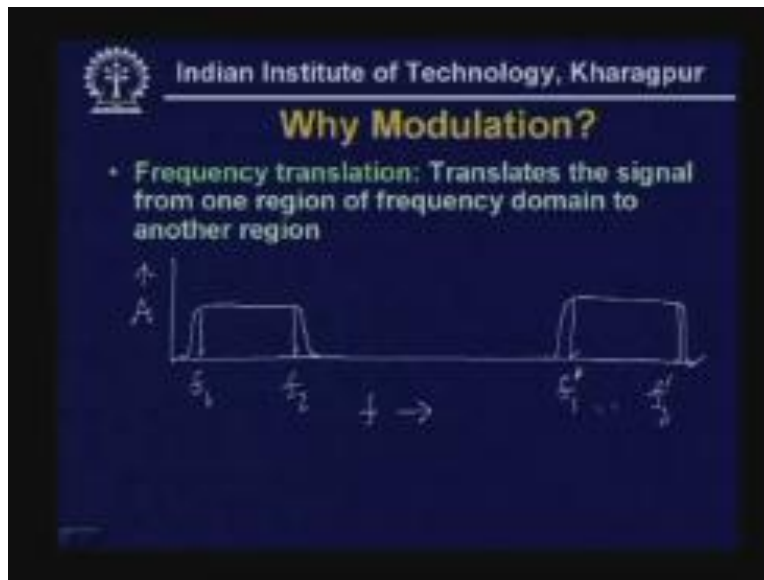 Indian Institute of Technology, Kharagpur
Why Modulation?
• Frequency translation: Translates the signal
from one region of frequency domain to
another region
↑
A
f₁ f₂ f → f₁' .. f₂'